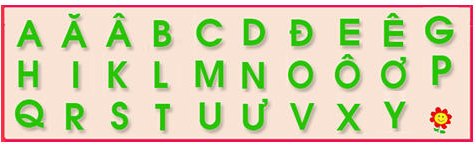 A Ă Â B C D Đ E Ê G
H I K L M N O Ô Ơ P
Q R S T U Ư V X Y